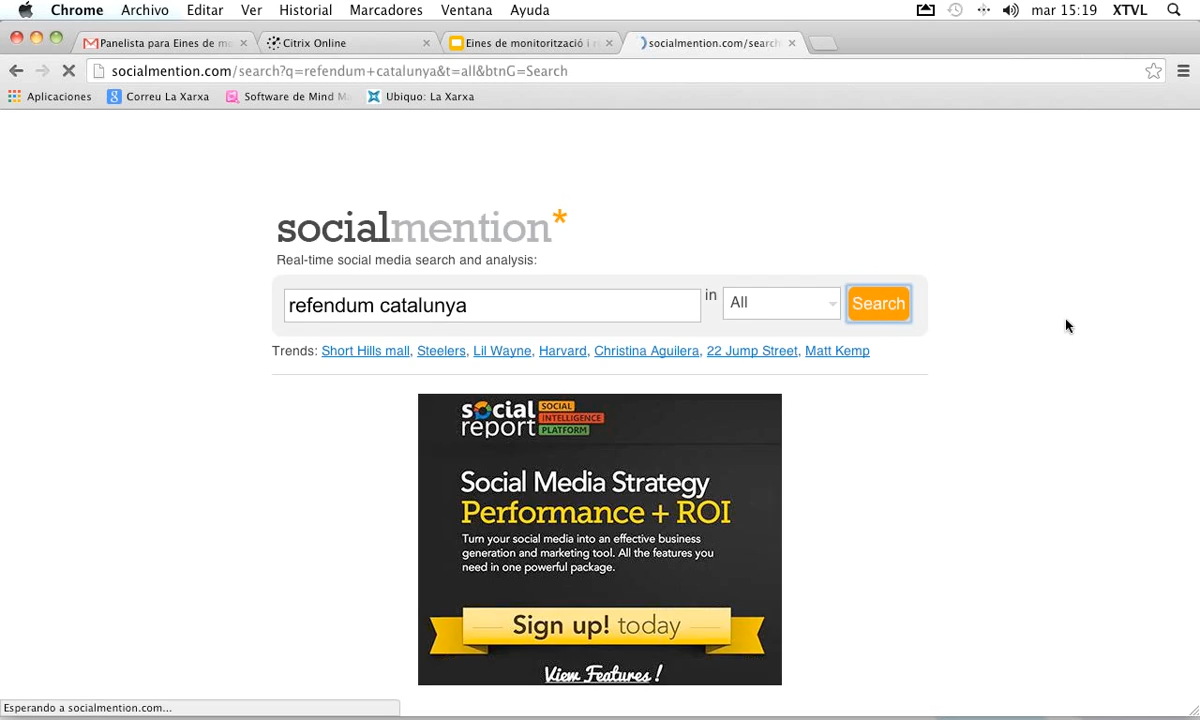 Chrome Archivo Editar Ver Historial Marcadores Ventana Ayuda mar 15:19 XTVL
Panelista para Eines de mo Citrix Online Eines de monitorització i socialmention.com/search
socialmention.com/search?q=refendum+catalunya&t=all&btnG=Search
Aplicaciones Correu La Xarxa Software de Mind Ma Ubiquo: La Xarxa
socialmention*
Real-time social media search and analysis:
refendum catalunya in All Search
Trends: Short Hills mall, Steelers, Lil Wayne, Harvard, Christina Aguilera, 22 Jump Street, Matt Kemp
social SOCIAL
INTELLIGENCE
report PLATFORM
Social Media Strategy
Performance + ROI
Turn your social media into an effective business
generation and marketing tool. All the features you
need in one powerful package.
Sign up! today
View Features !
Esperando a socialmention.com...